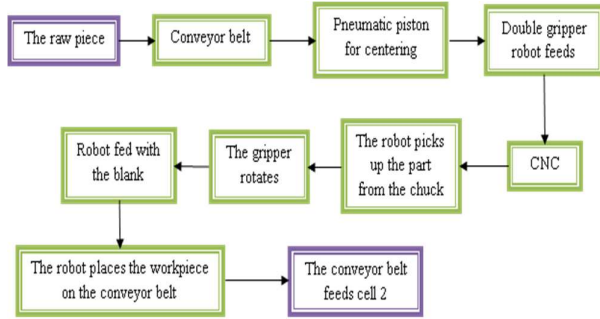 The raw piece
Conveyor belt
Pneumatic piston
for centering
Double gripper
robot feeds
CNC
The robot picks
up the part
from the chuck
The gripper
rotates
Robot fed with
the blank
The robot places the workpiece
on the conveyor belt
The conveyor belt
feeds cell 2